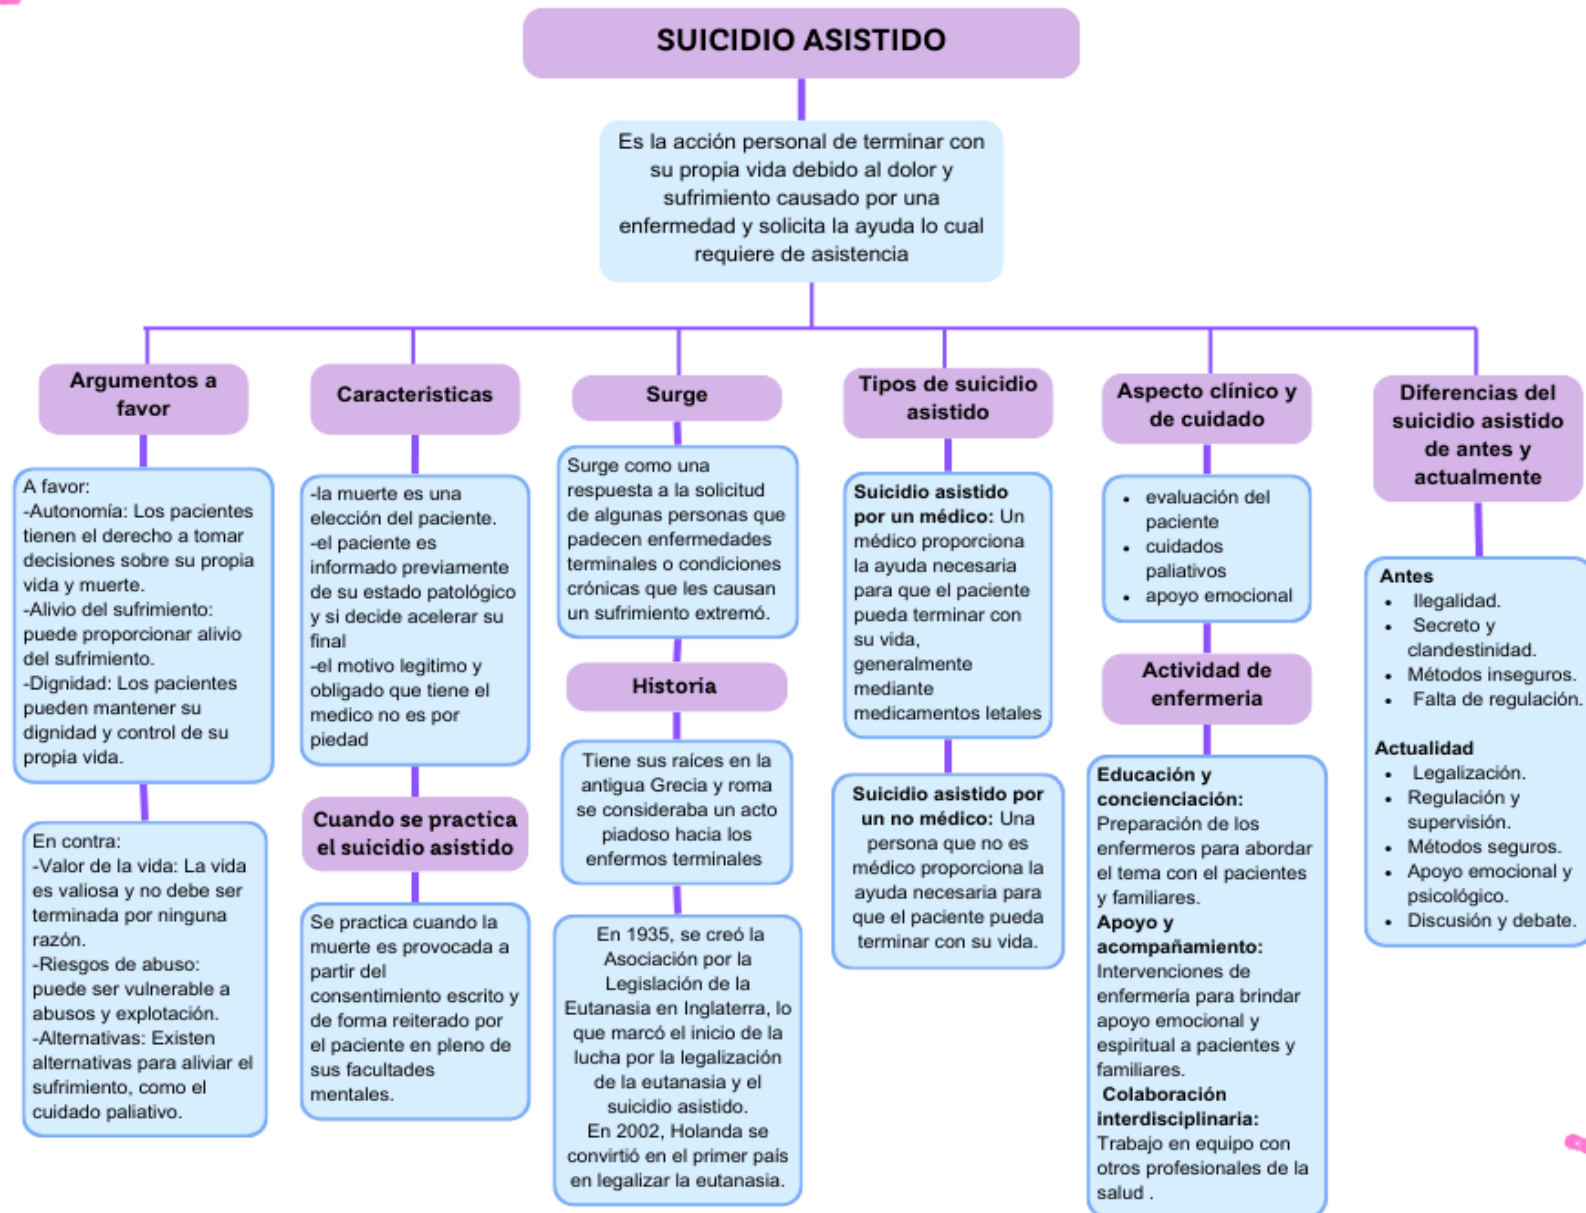 SUICIDIO ASISTIDO
Es la acción personal de terminar con
su propia vida debido al dolor y
sufrimiento causado por una
enfermedad y solicita la ayuda lo cual
requiere de asistencia
Argumentos a
favor
A favor:
-Autonomía: Los pacientes
tienen el derecho a tomar
decisiones sobre su propia
vida y muerte.
-Alivio del sufrimiento:
puede proporcionar alivio
del sufrimiento.
-Dignidad: Los pacientes
pueden mantener su
dignidad y control de su
propia vida.
En contra:
-Valor de la vida: La vida
es valiosa y no debe ser
terminada por ninguna
razón.
-Riesgos de abuso:
puede ser vulnerable a
abusos y explotación.
-Alternativas: Existen
alternativas para aliviar el
sufrimiento, como el
cuidado paliativo.
Caracteristicas
-la muerte es una
elección del paciente.
-el paciente es
informado previamente
de su estado patológico
y si decide acelerar su
final
-el motivo legitimo y
obligado que tiene el
medico no es por
piedad
Cuando se practica
el suicidio asistido
Se practica cuando la
muerte es provocada a
partir del
consentimiento escrito y
de forma reiterado por
el paciente en pleno de
sus facultades
mentales.
Surge
Surge como una
respuesta a la solicitud
de algunas personas que
padecen enfermedades
terminales o condiciones
crónicas que les causan
un sufrimiento extremó.
Historia
Tiene sus raíces en la
antigua Grecia y roma
se consideraba un acto
piadoso hacia los
enfermos terminales
En 1935, se creó la
Asociación por la
Legislación de la
Eutanasia en Inglaterra, lo
que marcó el inicio de la
lucha por la legalización
de la eutanasia y el
suicidio asistido.
En 2002, Holanda se
convirtió en el primer país
en legalizar la eutanasia.
Tipos de suicidio
asistido
Suicidio asistido
por un médico: Un
médico proporciona
la ayuda necesaria
para que el paciente
pueda terminar con
su vida,
generalmente
mediante
medicamentos letales
Suicidio asistido por
un no médico: Una
persona que no es
médico proporciona la
ayuda necesaria para
que el paciente pueda
terminar con su vida.
Aspecto clínico y
de cuidado
• evaluación del
paciente
• cuidados
paliativos
• apoyo emocional
Actividad de
enfermeria
Educación y
concienciación:
Preparación de los
enfermeros para abordar
el tema con el pacientes
y familiares.
Apoyo y
acompañamiento:
Intervenciones de
enfermería para brindar
apoyo emocional y
espiritual a pacientes y
familiares.
Colaboración
interdisciplinaria:
Trabajo en equipo con
otros profesionales de la
salud .
Diferencias del
suicidio asistido
de antes y
actualmente
Antes
• Ilegalidad.
• Secreto y
clandestinidad.
• Métodos inseguros.
• Falta de regulación.
Actualidad
• Legalización.
• Regulación y
supervisión.
• Métodos seguros.
• Apoyo emocional y
psicológico.
• Discusión y debate.